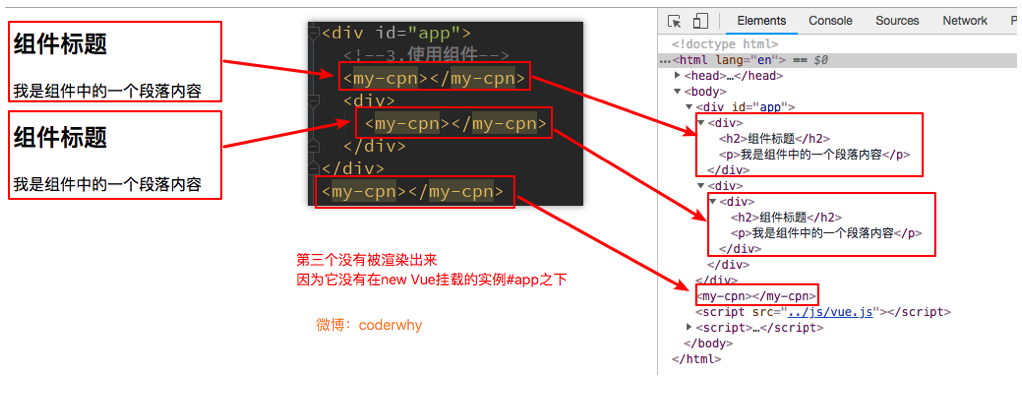 组件标题
我是组件中的一个段落内容
组件标题
我是组件中的一个段落内容
<div id="app">
<!--3.使用组件-->
<my-cpn></my-cpn>
<div>
<my-cpn></my-cpn>
</div>
</div>
<my-cpn></my-cpn>
第三个没有被渲染出来
因为它没有在new Vue挂载的实例#app之下
微博：coderwhy
Elements Console Sources Network P
<!doctype html>
…<html lang="en"> == $0
<head>…</head>
<body>
<div id="app">
<div>
<h2>组件标题</h2>
<p>我是组件中的一个段落内容</p>
</div>
<div>
<div>
<h2>组件标题</h2>
<p>我是组件中的一个段落内容</p>
</div>
</div>
</div>
<my-cpn></my-cpn>
<script src="../js/vue.js"></script>
<script>…</script>
</body>
</html>